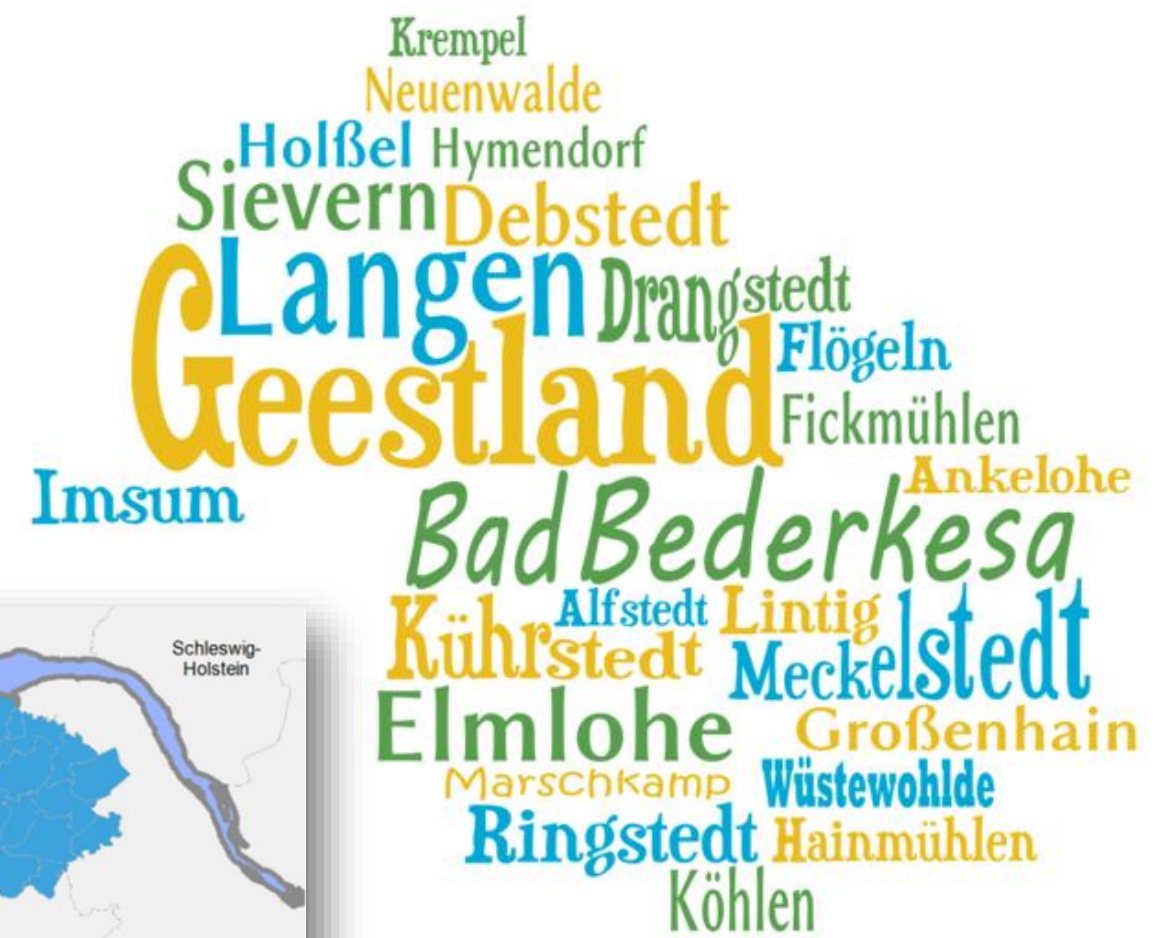 Krempel
Neuenwalde
Holßel Hymendorf
Sievern Debstedt
Langen Drangstedt
Geestland Flögeln
Fickmühlen
Imsum Ankelohe
Bad Bederkesa
Alfstedt Lintig
Kührstedt Meckelstedt
Elmlohe Großenhain
Marschkamp Wüstewohlde
Ringstedt Hainmühlen
Köhlen
Schleswig-
Holstein